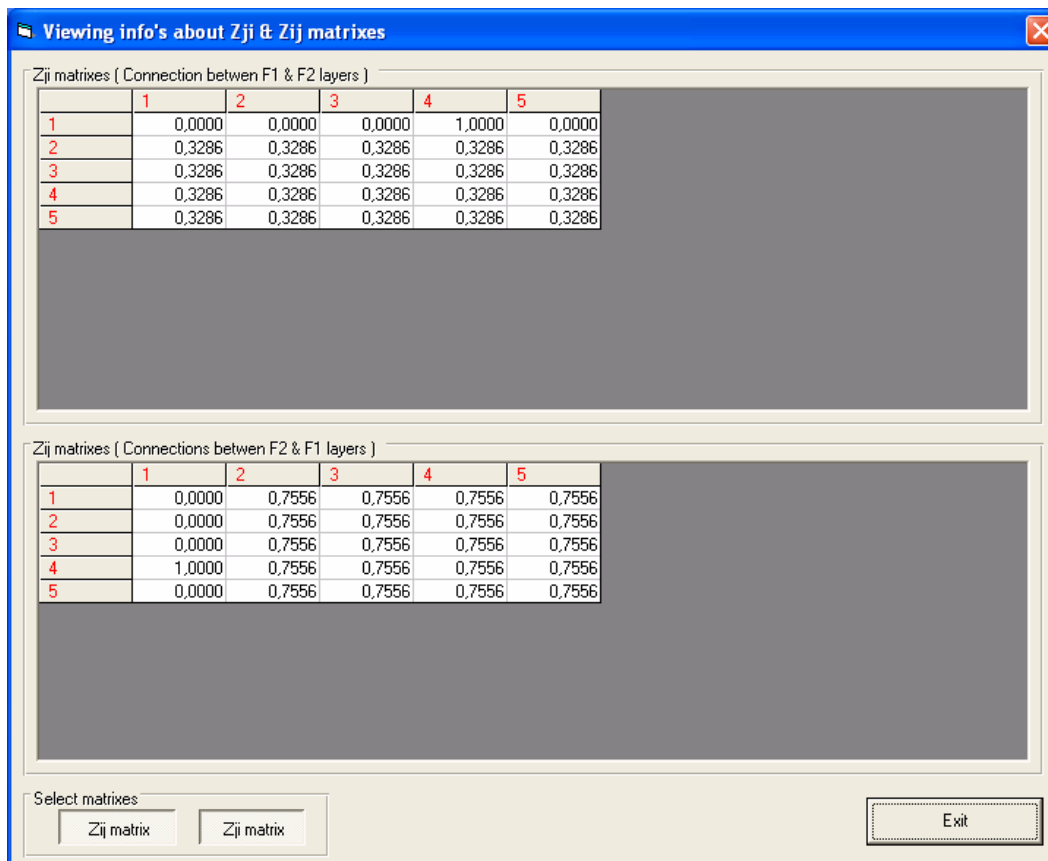 Viewing info's about Zji & Zij matrixes
Zji matrixes ( Connection betwen F1 & F2 layers )
1 2 3 4 5
1 0,0000 0,0000 0,0000 1,0000 0,0000
2 0,3286 0,3286 0,3286 0,3286 0,3286
3 0,3286 0,3286 0,3286 0,3286 0,3286
4 0,3286 0,3286 0,3286 0,3286 0,3286
5 0,3286 0,3286 0,3286 0,3286 0,3286
Zij matrixes ( Connections betwen F2 & F1 layers )
1 2 3 4 5
1 0,0000 0,7556 0,7556 0,7556 0,7556
2 0,0000 0,7556 0,7556 0,7556 0,7556
3 0,0000 0,7556 0,7556 0,7556 0,7556
4 1,0000 0,7556 0,7556 0,7556 0,7556
5 0,0000 0,7556 0,7556 0,7556 0,7556
Select matrixes
Zij matrix Zji matrix Exit